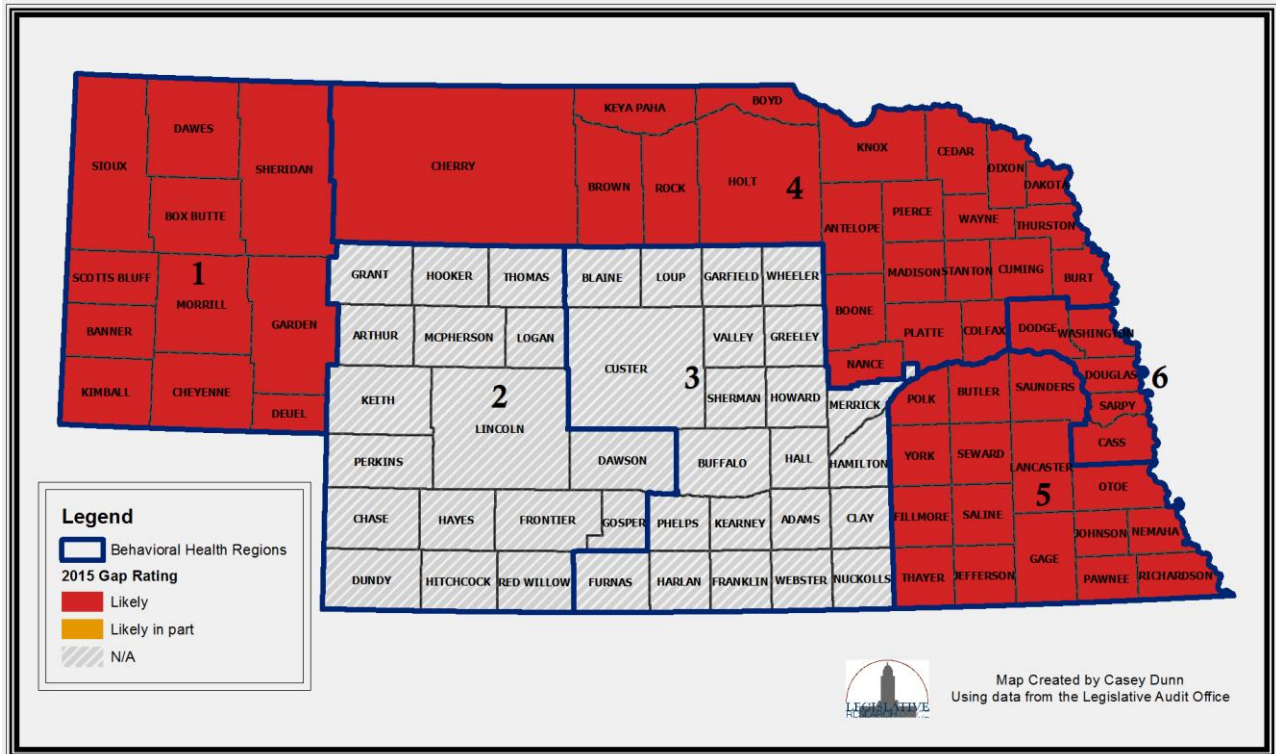 KEYA PAHA
BOYD
DAWES
KNOX
CEDAR
SIOUX
SHERIDAN
CHERRY
DIXON
HOLT
4
DAKOTA
BROWN
ROCK
BOX BUTTE
PIERCE
WAYNE
ANTELOPE
THURSTON
SCOTTS BLUFF
1
GRANT
HOOKER
THOMAS
BLAINE
LOUP
GARFIELD
WHEELER
MADISON
STANTON
CUMING
BURT
MORRILL
BANNER
GARDEN
BOONE
ARTHUR
MCPHERSON
LOGAN
VALLEY
GREELEY
PLATTE
COLFAX
DODGE
WASHINGTON
CUSTER
3
NANCE
KIMBALL
CHEYENNE
DEUEL
KEITH
2
LINCOLN
SHERMAN
HOWARD
MERRICK
POLK
BUTLER
SAUNDERS
DOUGLAS
6
SARPY
PERKINS
DAWSON
BUFFALO
HALL
HAMILTON
YORK
SEWARD
LANCASTER
CASS
5
OTOE
CHASE
HAYES
FRONTIER
GOSPER
PHELPS
KEARNEY
ADAMS
CLAY
FILLMORE
SALINE
GAGE
JOHNSON
NEMAHA
DUNDY
HITCHCOCK
RED WILLOW
FURNAS
HARLAN
FRANKLIN
WEBSTER
NUCKOLLS
THAYER
JEFFERSON
PAWNEE
RICHARDSON
Legend
Behavioral Health Regions
2015 Gap Rating
Likely
Likely in part
N/A
LEGISLATIVE
RESEARCH
Map Created by Casey Dunn
Using data from the Legislative Audit Office